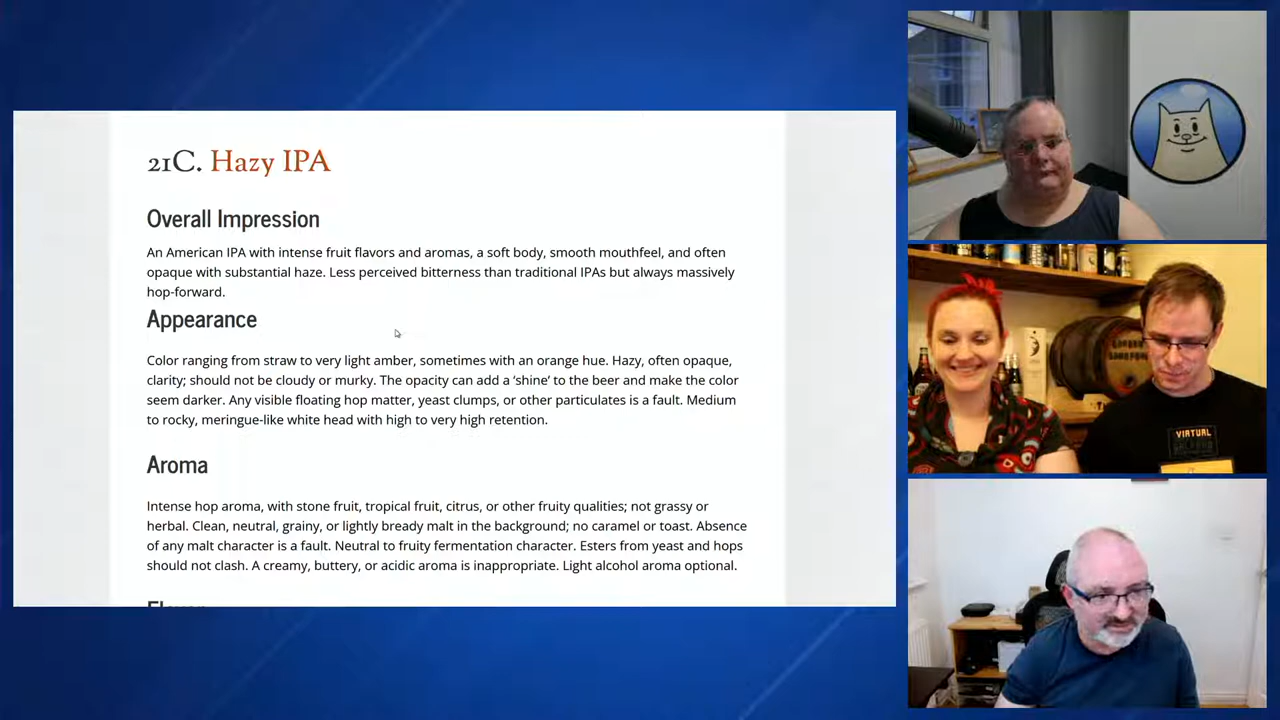 21C. Hazy IPA
Overall Impression
An American IPA with intense fruit flavors and aromas, a soft body, smooth mouthfeel, and often
opaque with substantial haze. Less perceived bitterness than traditional IPAs but always massively
hop-forward.
Appearance
Color ranging from straw to very light amber, sometimes with an orange hue. Hazy, often opaque,
clarity; should not be cloudy or murky. The opacity can add a ‘shine’ to the beer and make the color
seem darker. Any visible floating hop matter, yeast clumps, or other particulates is a fault. Medium
to rocky, meringue-like white head with high to very high retention.
Aroma
Intense hop aroma, with stone fruit, tropical fruit, citrus, or other fruity qualities; not grassy or
herbal. Clean, neutral, grainy, or lightly bready malt in the background; no caramel or toast. Absence
of any malt character is a fault. Neutral to fruity fermentation character. Esters from yeast and hops
should not clash. A creamy, buttery, or acidic aroma is inappropriate. Light alcohol aroma optional.
VIRTUAL